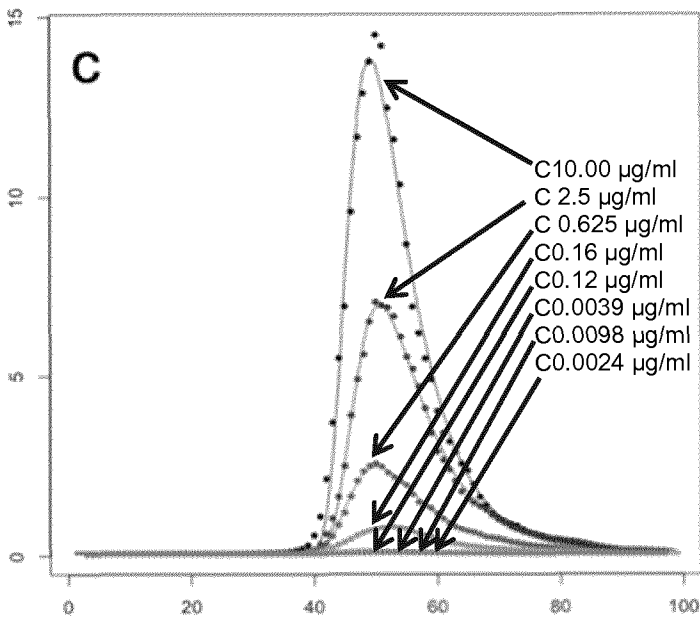 15
C
C10.00 µg/ml
C 2.5 µg/ml
10
C 0.625 µg/ml
C0.16 µg/ml
C0.12 µg/ml
C0.0039 µg/ml
C0.0098 µg/ml
C0.0024 µg/ml
5
0
0 20 40 60 80 100